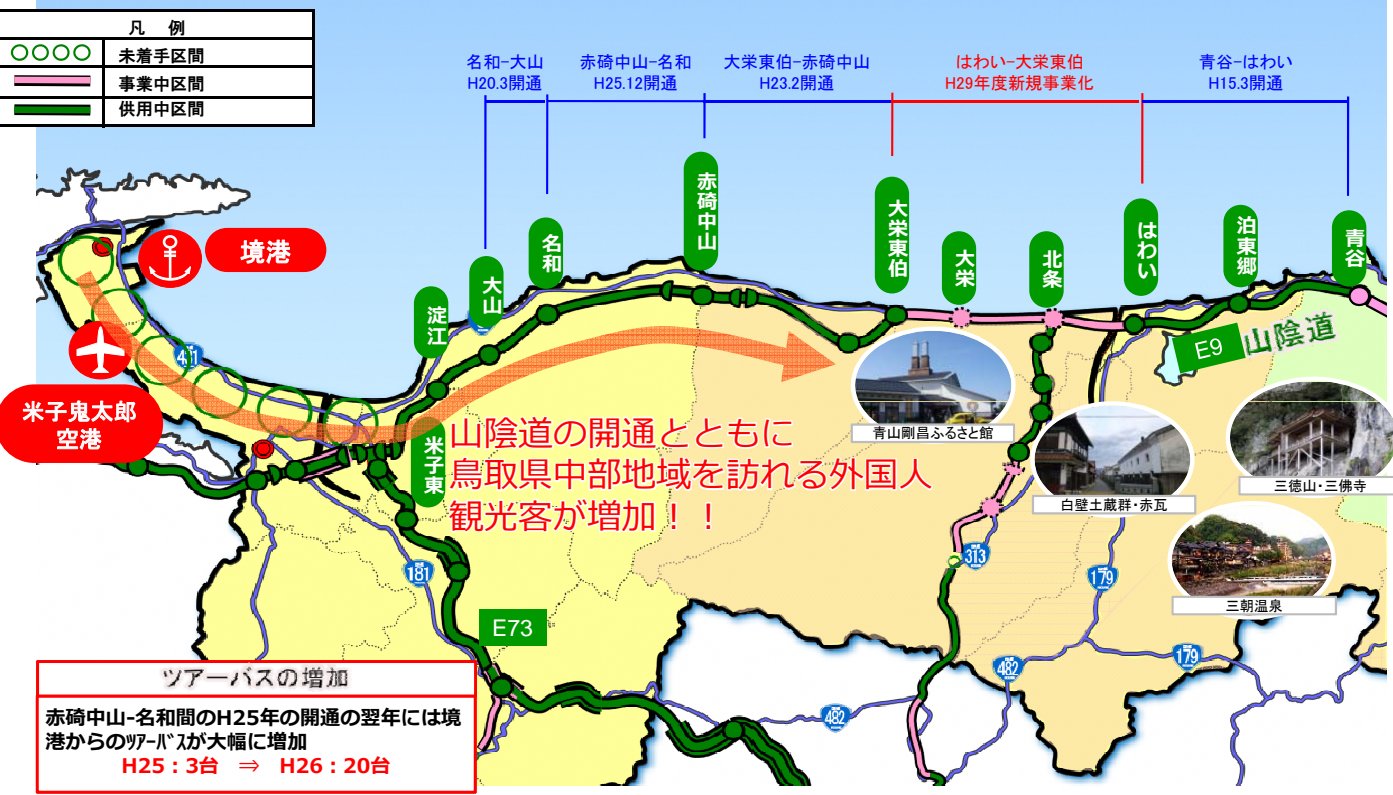 凡 例
未着手区間
事業中区間
供用中区間
名和-大山
H20.3開通
赤碕中山-名和
H25.12開通
大栄東伯-赤碕中山
H23.2開通
はわい-大栄東伯
H29年度新規事業化
青谷-はわい
H15.3開通
境港
米子鬼太郎
空港
淀江
大山
名和
赤碕中山
大栄東伯
大栄
北条
はわい
泊東郷
青谷
米子東
E9
山陰道
431
山陰道の開通とともに
鳥取県中部地域を訪れる外国人
観光客が増加！！
青山剛昌ふるさと館
白壁土蔵群・赤瓦
三徳山・三佛寺
三朝温泉
181
313
179
E73
482
179
482
ツアーバスの増加
赤碕中山-名和間のH25年の開通の翌年には境
港からのﾂｱｰﾊﾞｽが大幅に増加
H25：3台 ⇒ H26：20台